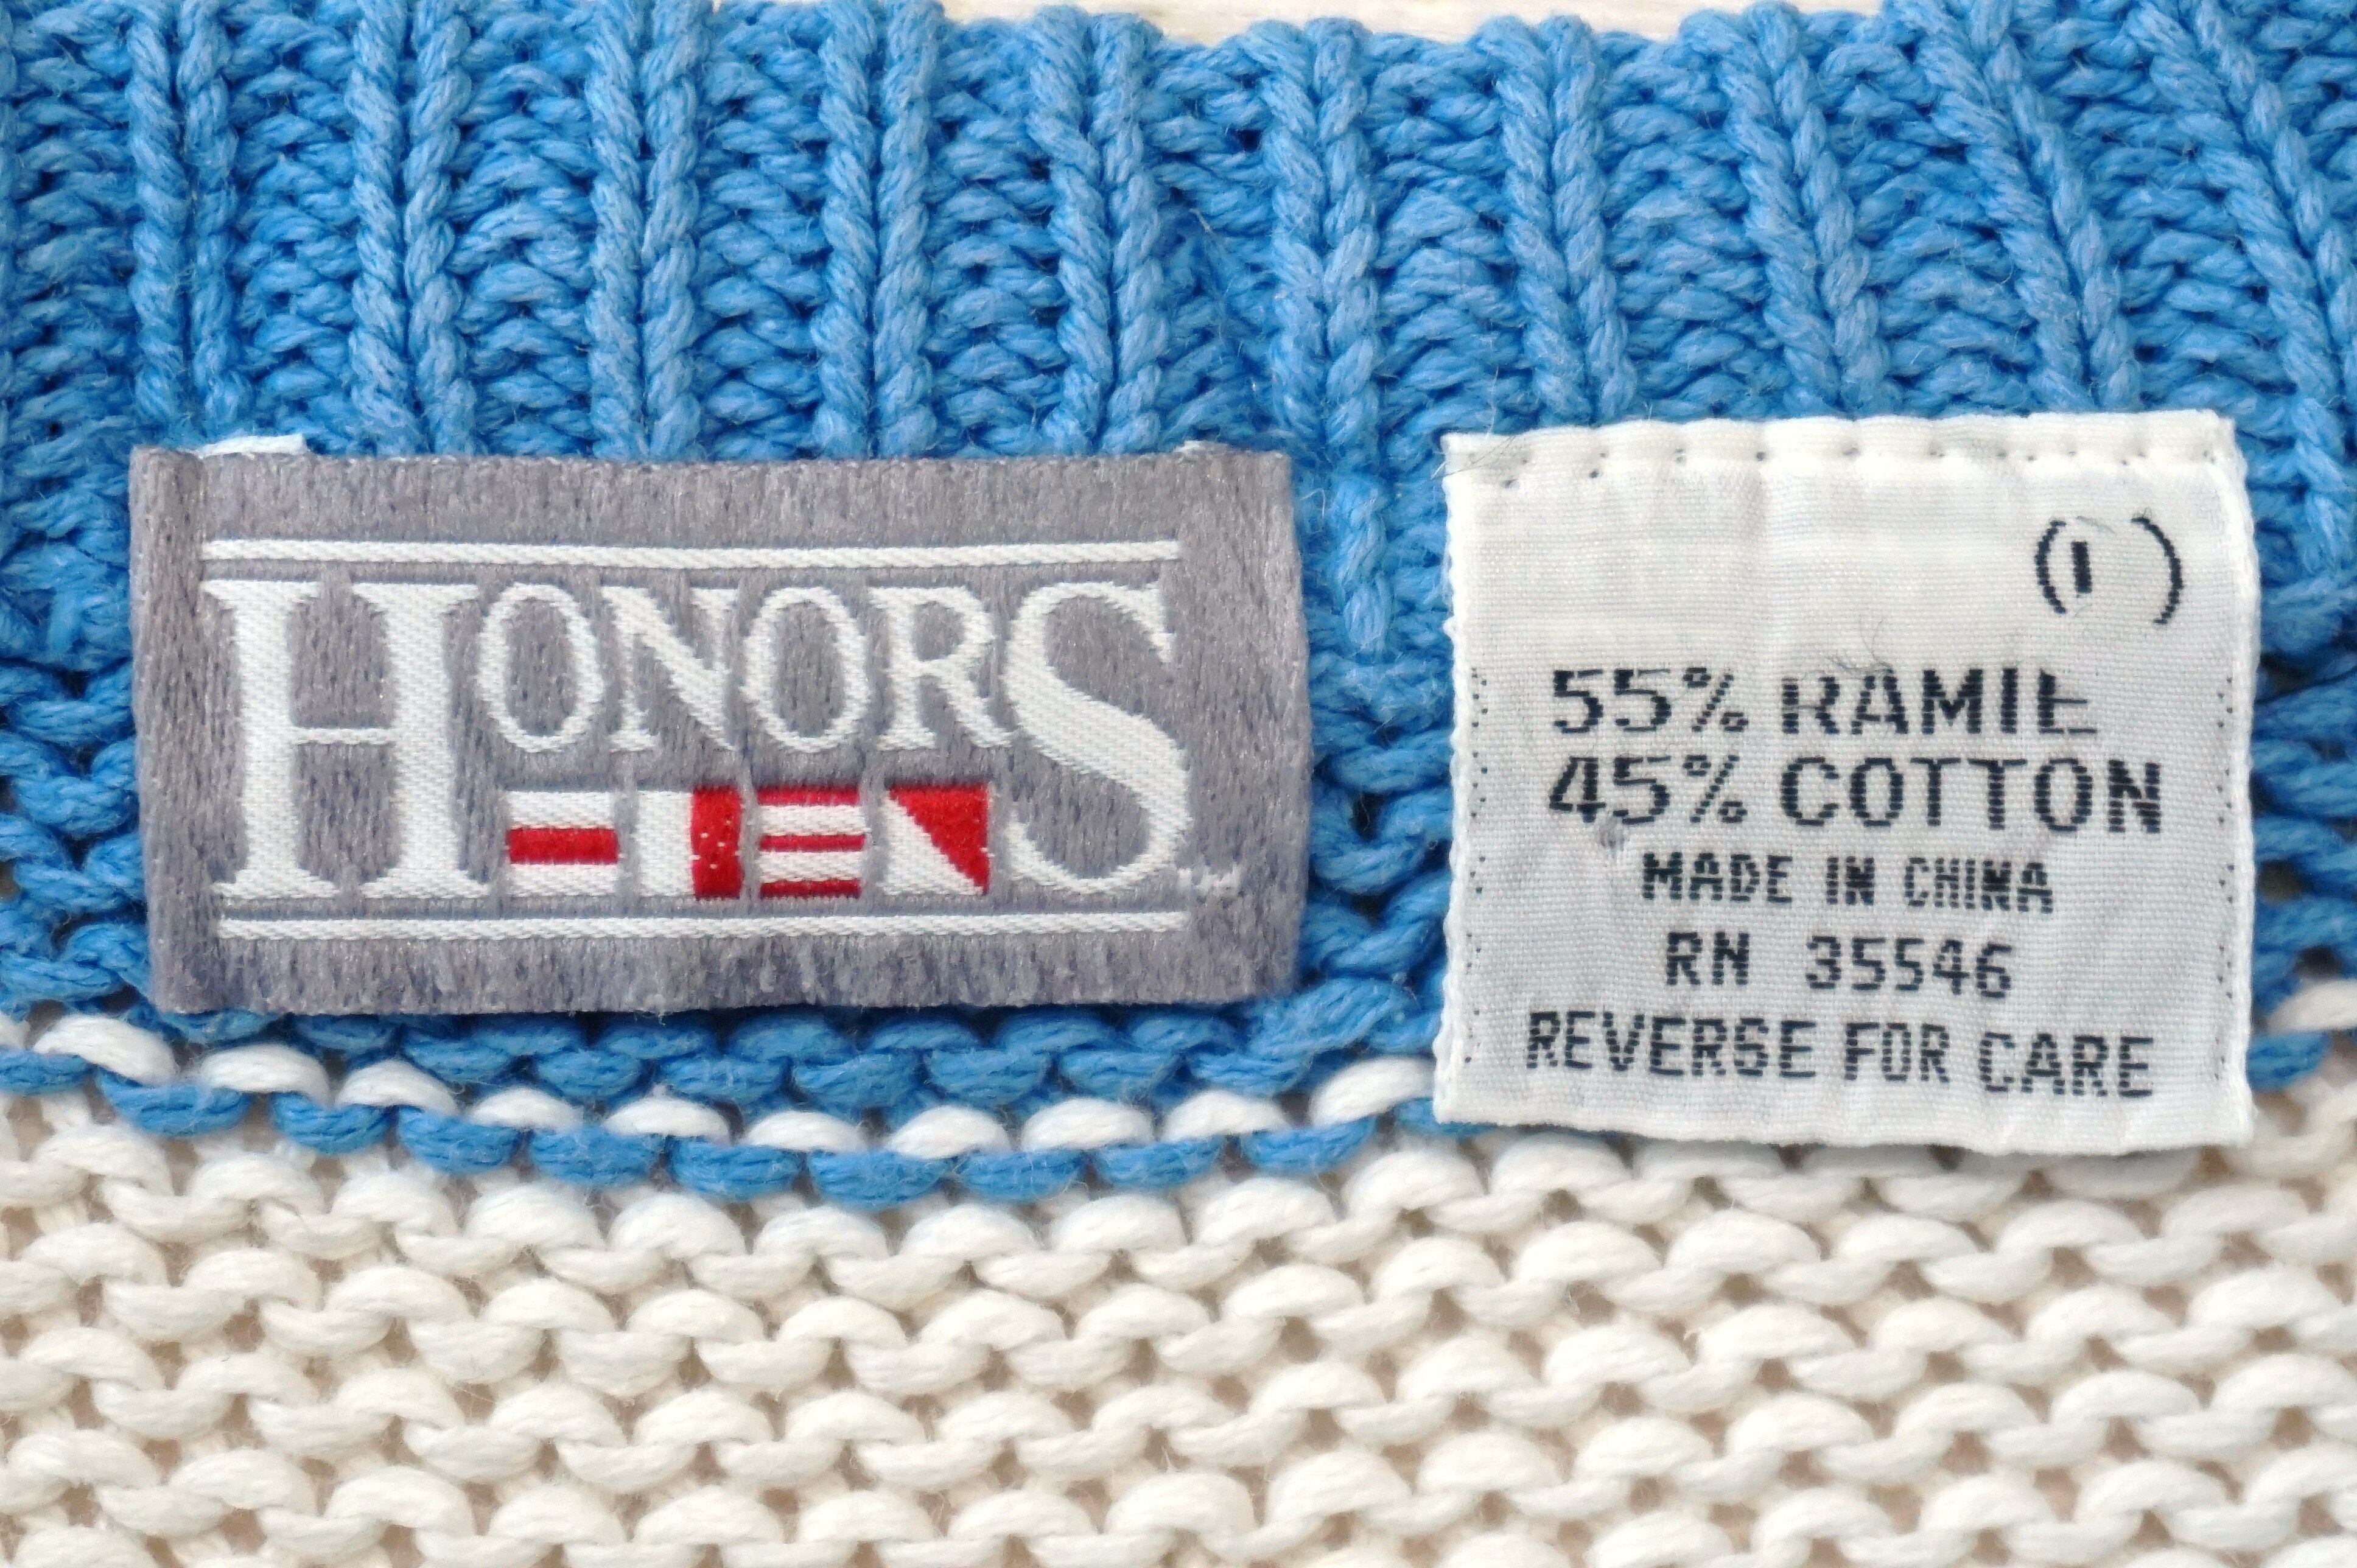 HONORS
55% RAMIE
45% COTTON
MADE IN CHINA
RN 35546
REVERSE FOR CARE